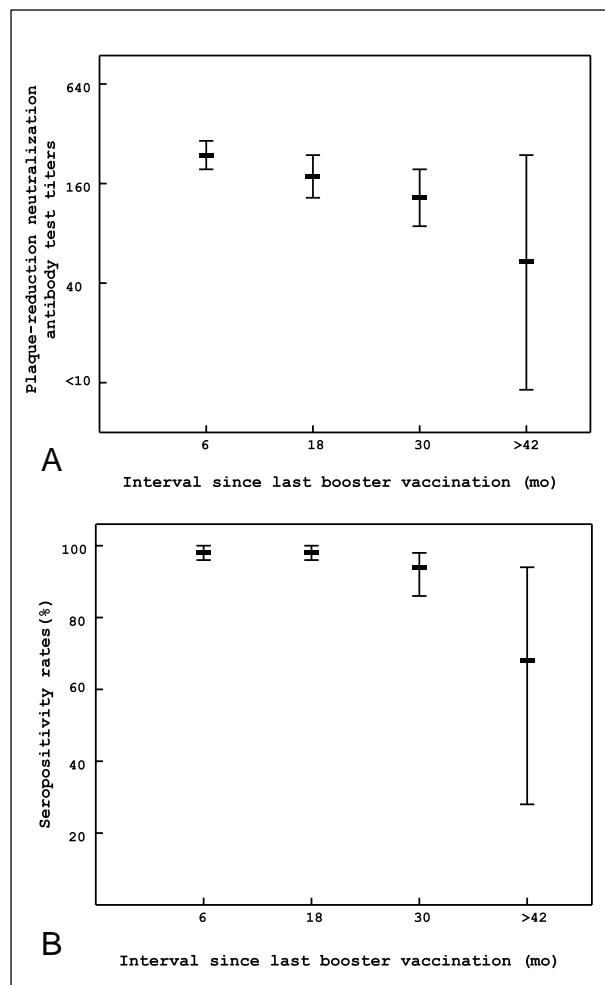 Plaque-reduction neutralization
antibody test titers
640
160
40
<10
6 18 30 >42
A
Interval since last booster vaccination (mo)
Seropositivity rates(%)
100
80
60
40
20
6 18 30 >42
B
Interval since last booster vaccination (mo)